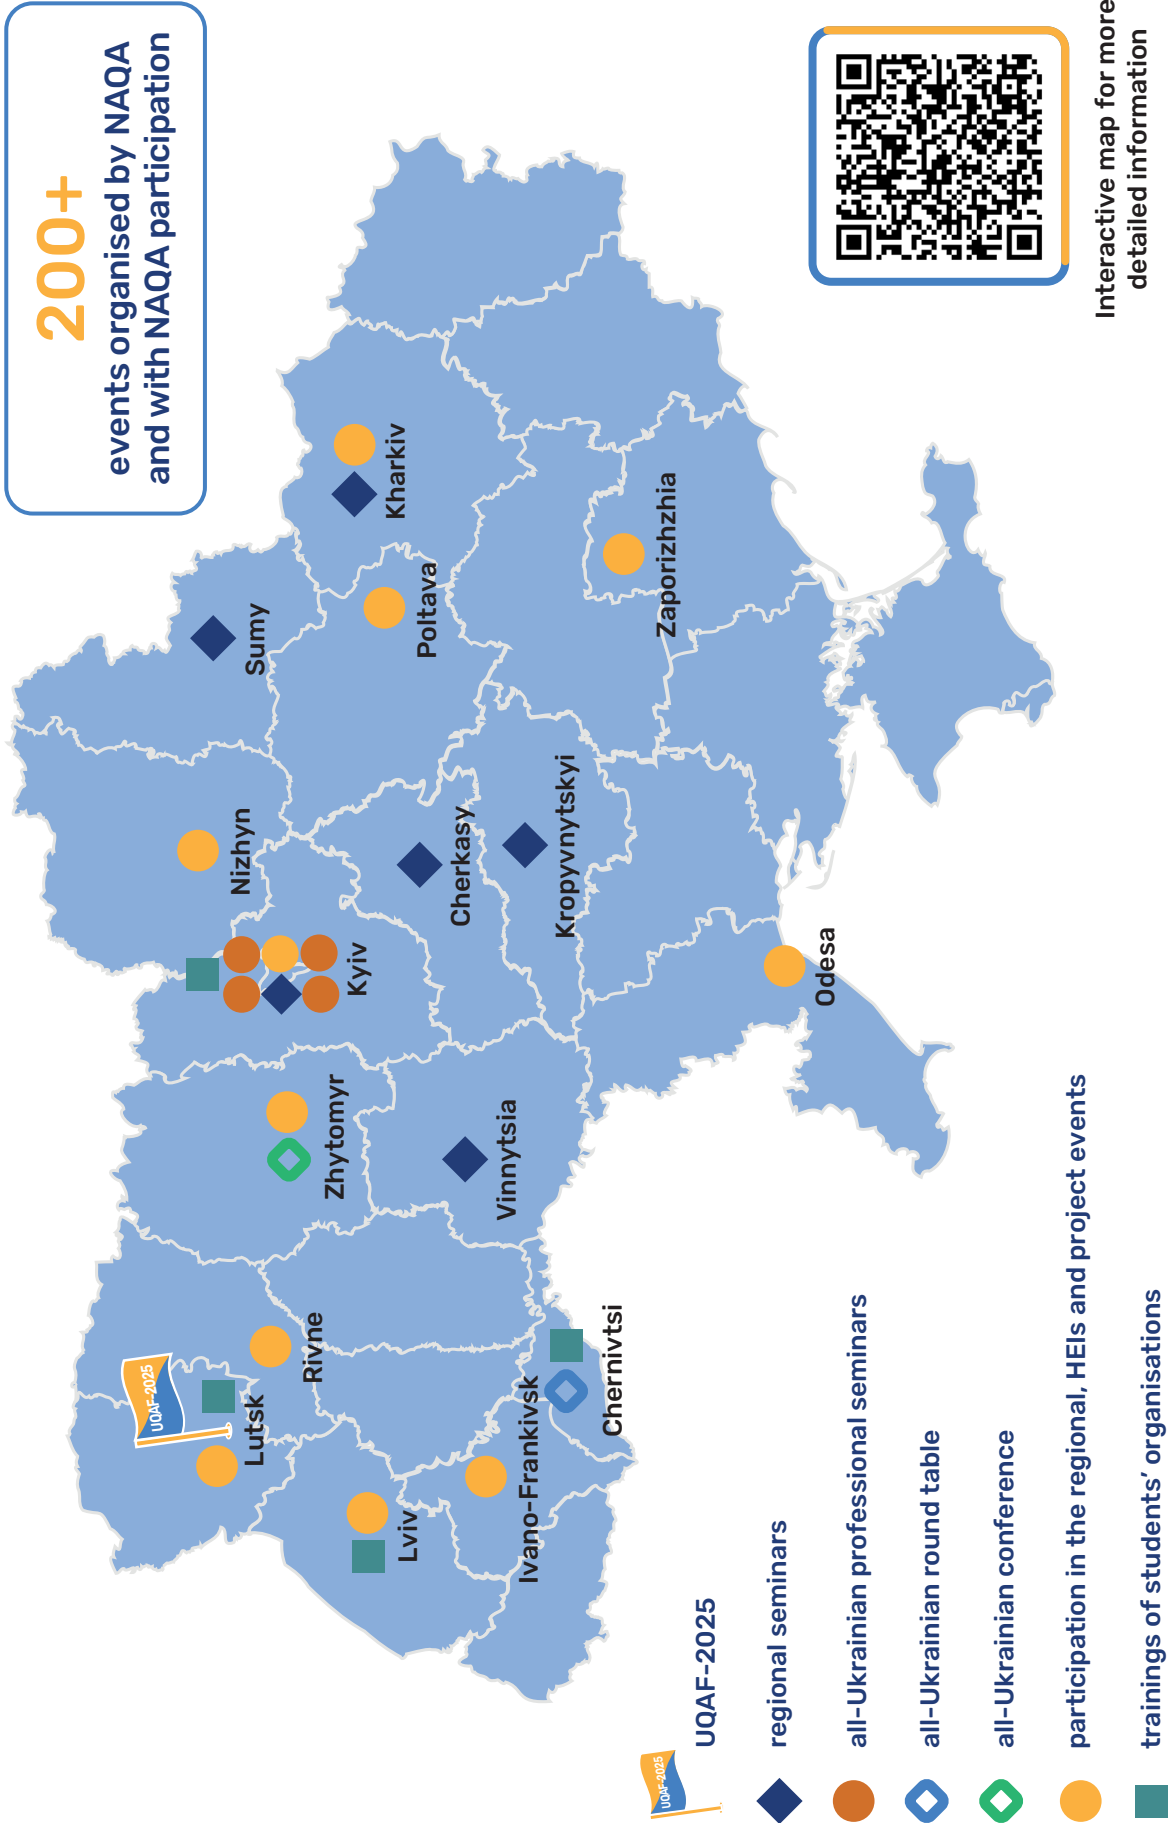 200+
events organised by NAQA
and with NAQA participation
Sumy
Kharkiv
Nizhyn
Poltava
Kyiv
Zhytomyr
UQAF-2025
Lutsk
Rivne
Cherkasy
Zaporizhzhia
Lviv
Vinnytsia
Kropyvnytskyi
Ivano-Frankivsk
Chernivtsi
Odesa
UQAF-2025
UQAF-2025
regional seminars
all-Ukrainian professional seminars
all-Ukrainian round table
all-Ukrainian conference
participation in the regional, HEIs and project events
trainings of students’ organisations
Interactive map for more
detailed information